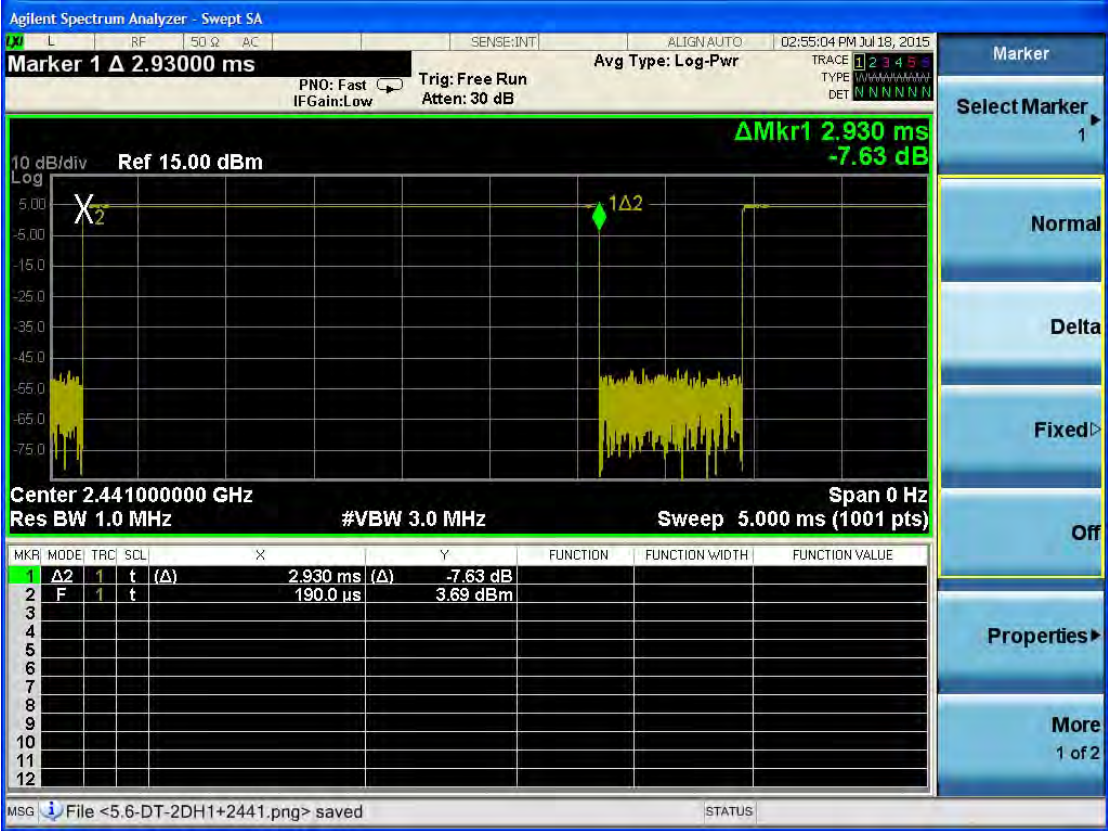 Agilent Spectrum Analyzer - Swept SA
LXI L RF 50 Ω AC SENSE:INT ALIGN AUTO 02:55:04 PM Jul 18, 2015
Marker 1 Δ 2.93000 ms
PNO: Fast
IFGain:Low
Trig: Free Run
Atten: 30 dB
Avg Type: Log-Pwr
TRACE 1 2 3 4 5 6
TYPE WWWWWW
DET N N N N N N
ΔMkr1 2.930 ms
-7.63 dB
10 dB/div Ref 15.00 dBm
Log
5.00
-5.00
-15.0
-25.0
-35.0
-45.0
-55.0
-65.0
-75.0
2
1Δ2
Center 2.441000000 GHz Span 0 Hz
Res BW 1.0 MHz #VBW 3.0 MHz Sweep 5.000 ms (1001 pts)
MKR MODE TRC SCL X Y FUNCTION FUNCTION WIDTH FUNCTION VALUE
1 Δ2 1 t (Δ) 2.930 ms (Δ) -7.63 dB
2 F 1 t 190.0 µs 3.69 dBm
3
4
5
6
7
8
9
10
11
12
MSG File <5.6-DT-2DH1+2441.png> saved STATUS
Marker
Select Marker
1
Normal
Delta
Fixed
Off
Properties
More
1 of 2